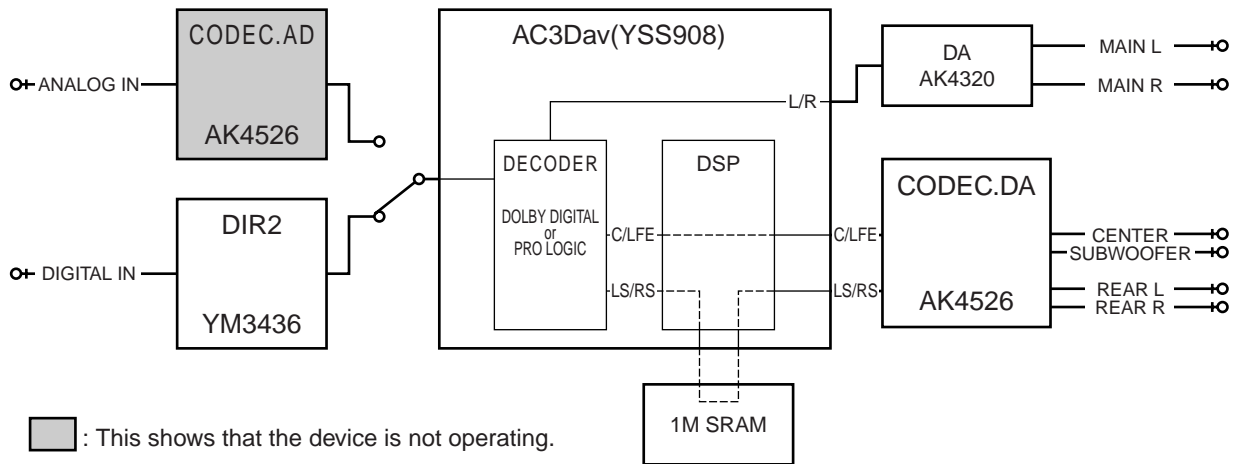 CODEC.AD
AK4526
ANALOG IN
DIR2
YM3436
DIGITAL IN
AC3Dav(YSS908)
L/R
DECODER
DOLBY DIGITAL
or
PRO LOGIC
C/LFE
LS/RS
DSP
C/LFE
LS/RS
1M SRAM
DA
AK4320
MAIN L
MAIN R
CODEC.DA
AK4526
CENTER
SUBWOOFER
REAR L
REAR R
: This shows that the device is not operating.